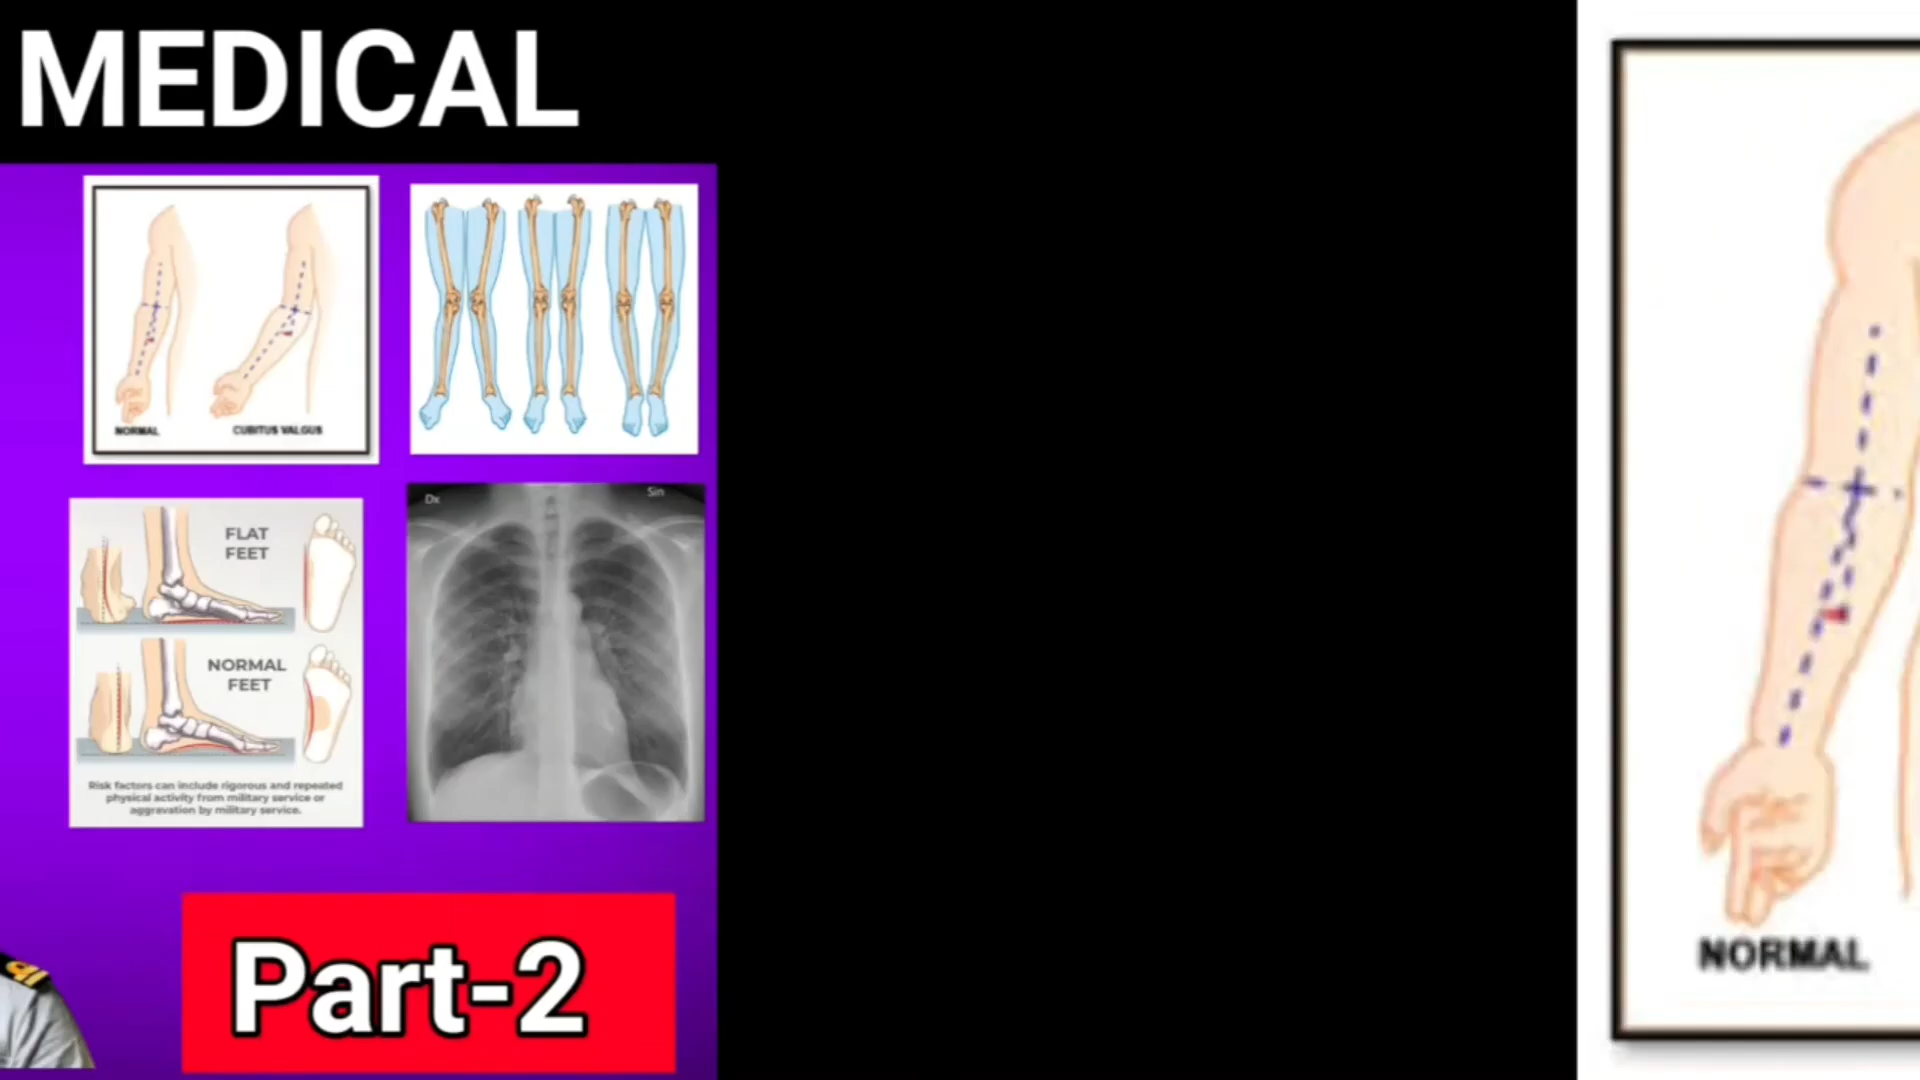 MEDICAL
NORMAL
CUBITUS VALGUS
FLAT
FEET
NORMAL
FEET
Risk factors can include rigorous and repeated
physical activity from military service or
aggravation by military service.
Dx
Sin
Part-2
NORMAL